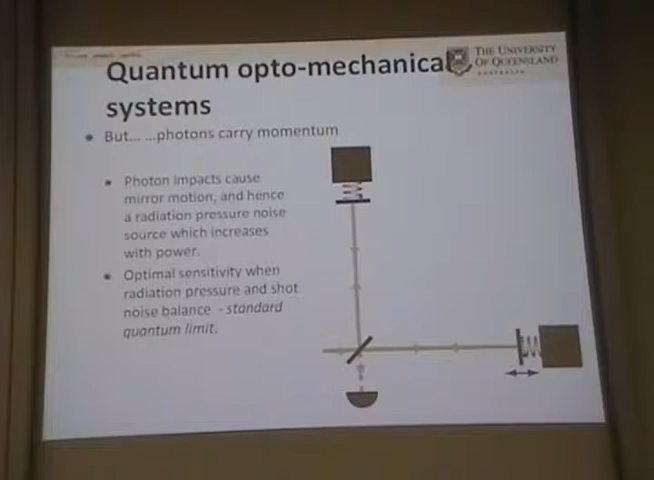 Quantum opto-mechanical
systems
THE UNIVERSITY
OF QUEENSLAND
AUSTRALIA
• But... ...photons carry momentum
• Photon impacts cause
mirror motion, and hence
a radiation pressure noise
source which increases
with power.
• Optimal sensitivity when
radiation pressure and shot
noise balance - standard
quantum limit.